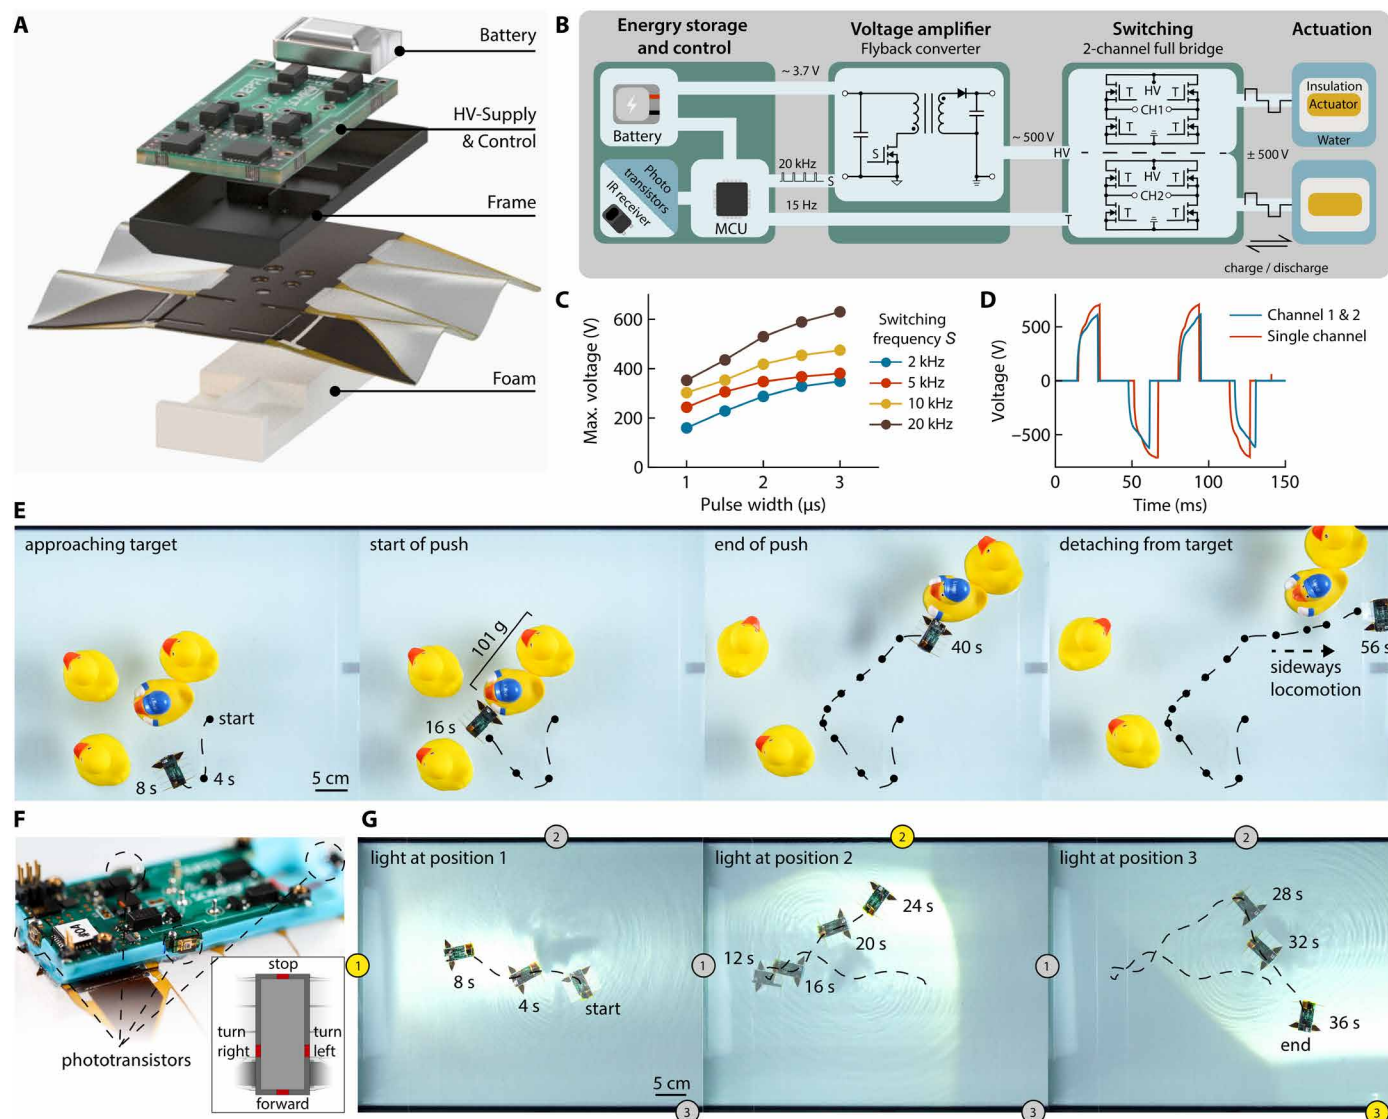 A
Battery
HV-Supply
& Control
Frame
Foam
B
Energry storage
and control
Voltage amplifier
Flyback converter
Switching
2-channel full bridge
Actuation
~ 3.7 V
Battery
Photo
transistors
IR receiver
MCU
20 kHz
S
15 Hz
S
~ 500 V
HV
T
HV
T
T
CH1
T
T
HV
T
T
CH2
T
T
± 500 V
Insulation
Actuator
Water
charge / discharge
C
Max. voltage (V)
600
400
200
0
1
2
3
Pulse width (µs)
Switching
frequency S
2 kHz
5 kHz
10 kHz
20 kHz
D
Voltage (V)
500
0
−500
0
50
100
150
Time (ms)
Channel 1 & 2
Single channel
E
approaching target
start
8 s
4 s
5 cm
start of push
101 g
16 s
end of push
40 s
detaching from target
56 s
sideways
locomotion
F
phototransistors
stop
turn
right
turn
left
forward
G
light at position 1
2
1
8 s
4 s
start
5 cm
3
light at position 2
2
1
24 s
20 s
12 s
16 s
3
light at position 3
2
1
28 s
32 s
36 s
end
3